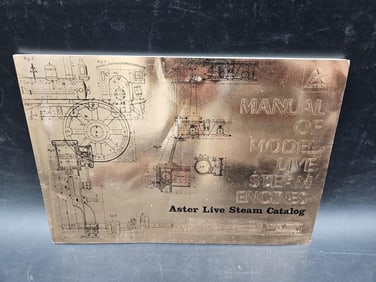 MANUAL
OF
MODEL
LIVE
STEAM
ENGINES
Aster Live Steam Catalog